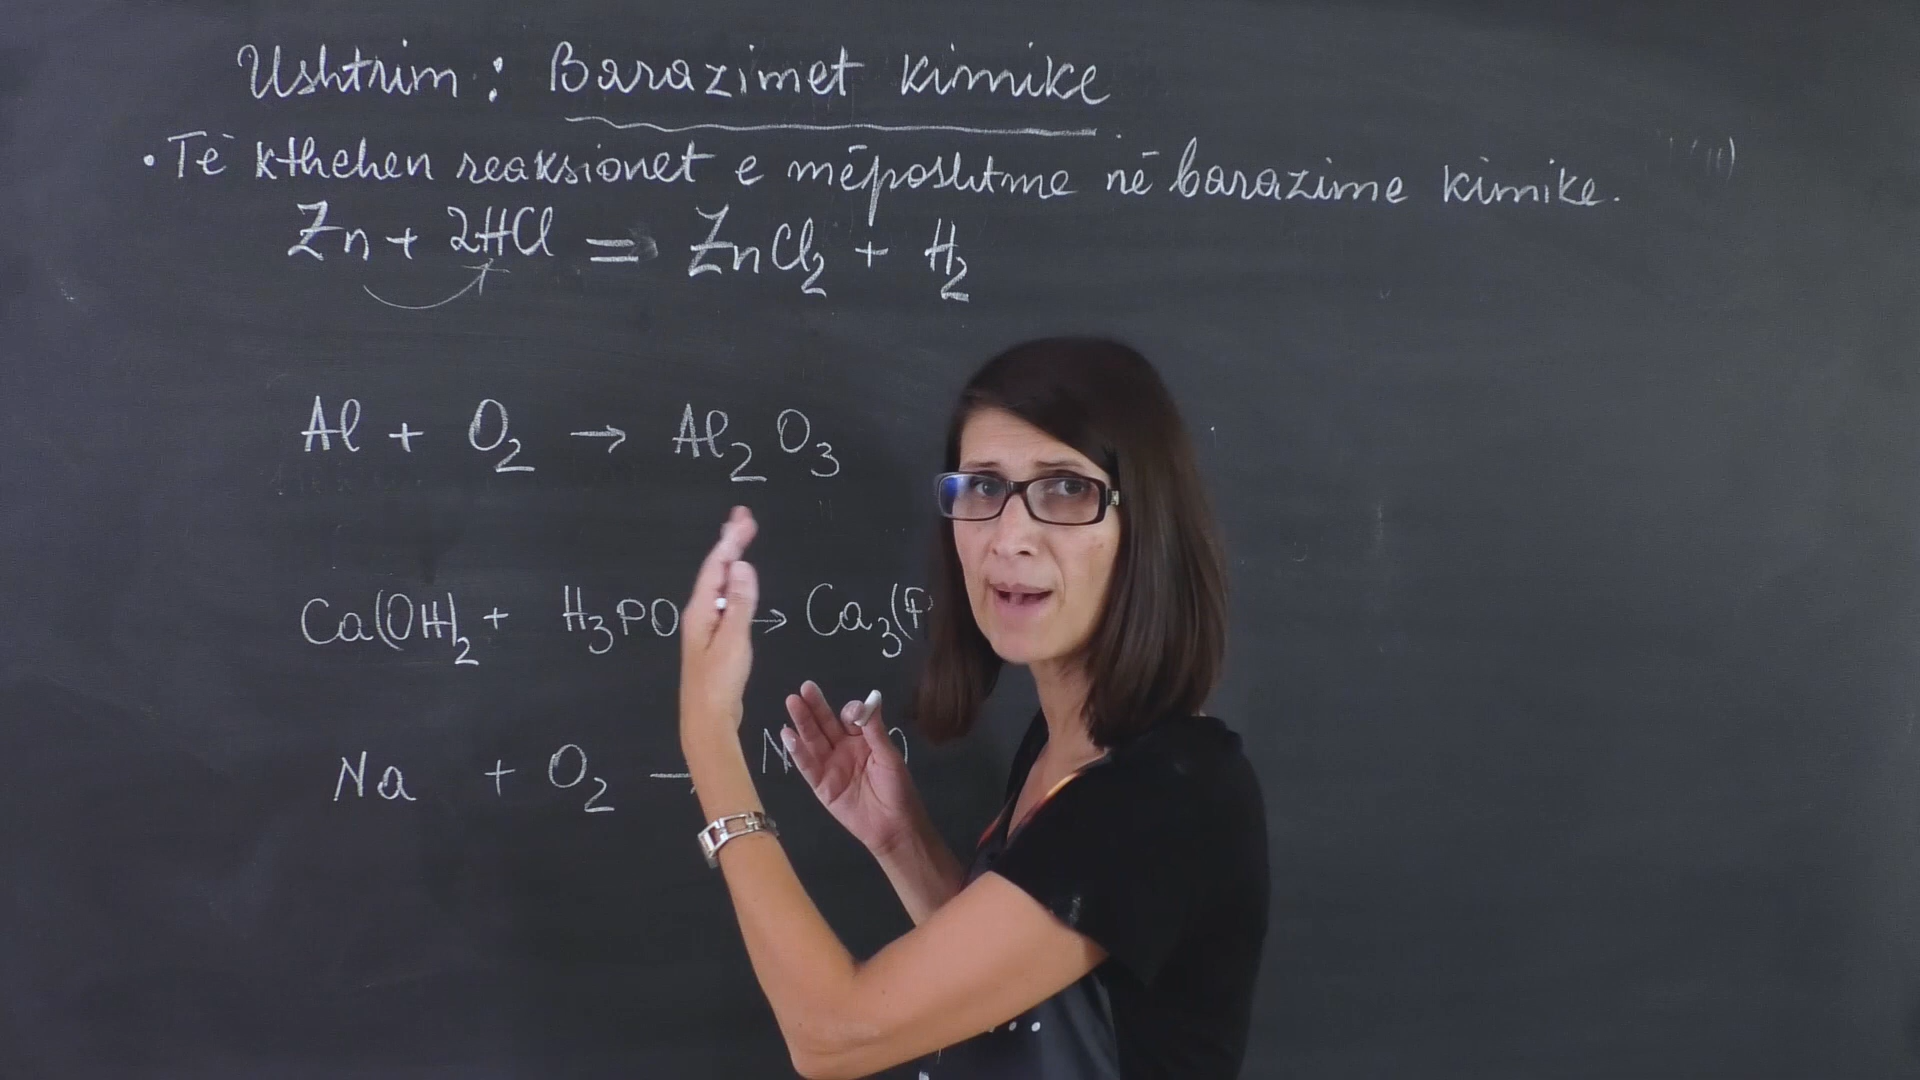 Ushtrim: Barazimet kimike
• Të kthehen reaksionet e mëposhtme në barazime kimike.
Zn + 2HCl = ZnCl₂ + H₂
Al + O₂ → Al₂O₃
Ca(OH)₂ + H₃PO → Ca₃(
Na + O₂ →